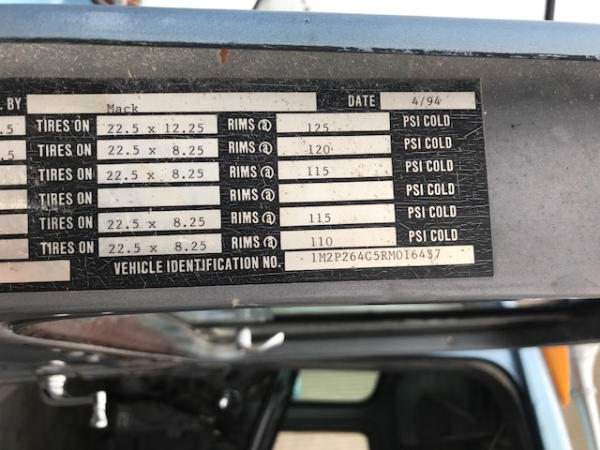 . BY Mack DATE 4/94
.5 TIRES ON 22.5 x 12.25 RIMS @ 125 PSI COLD
.5 TIRES ON 22.5 x 8.25 RIMS @ 120 PSI COLD
TIRES ON 22.5 x 8.25 RIMS @ 115 PSI COLD
TIRES ON RIMS @ PSI COLD
TIRES ON 22.5 x 8.25 RIMS @ 115 PSI COLD
TIRES ON 22.5 x 8.25 RIMS @ 110 PSI COLD
VEHICLE IDENTIFICATION NO. 1M2P264C5RM016437